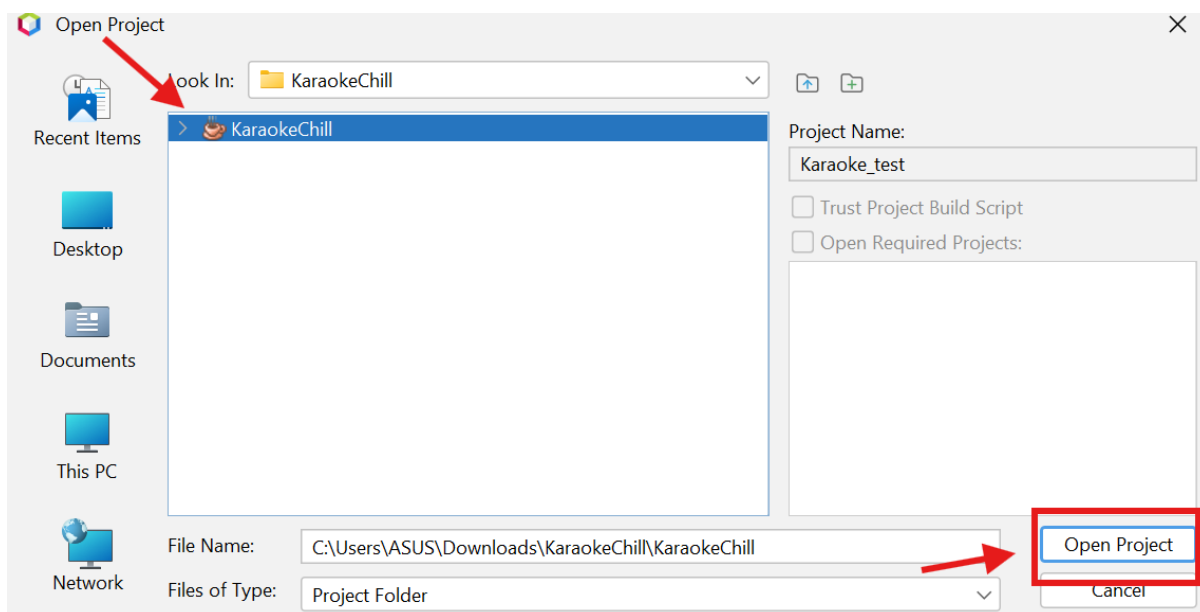 Open Project
Look In: KaraokeChill
Recent Items
KaraokeChill
Project Name:
Karaoke_test
Trust Project Build Script
Open Required Projects:
Desktop
Documents
This PC
Network
File Name: C:\Users\ASUS\Downloads\KaraokeChill\KaraokeChill
Open Project
Files of Type: Project Folder
Cancel